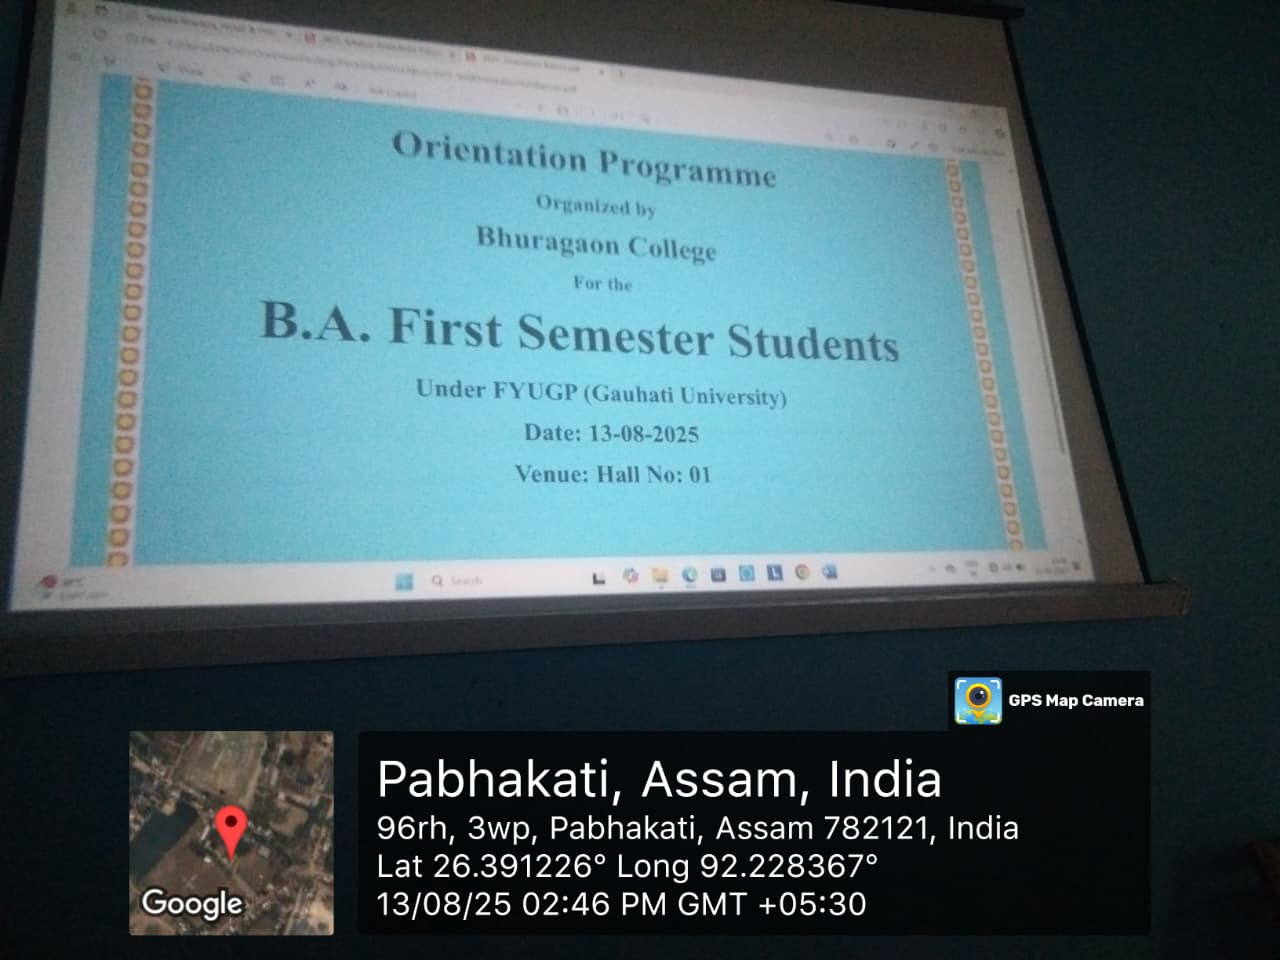 Orientation Programme
Organized by
Bhuragaon College
For the
B.A. First Semester Students
Under FYUGP (Gauhati University)
Date: 13-08-2025
Venue: Hall No: 01
Search
GPS Map Camera
Google
Pabhakati, Assam, India
96rh, 3wp, Pabhakati, Assam 782121, India
Lat 26.391226° Long 92.228367°
13/08/25 02:46 PM GMT +05:30